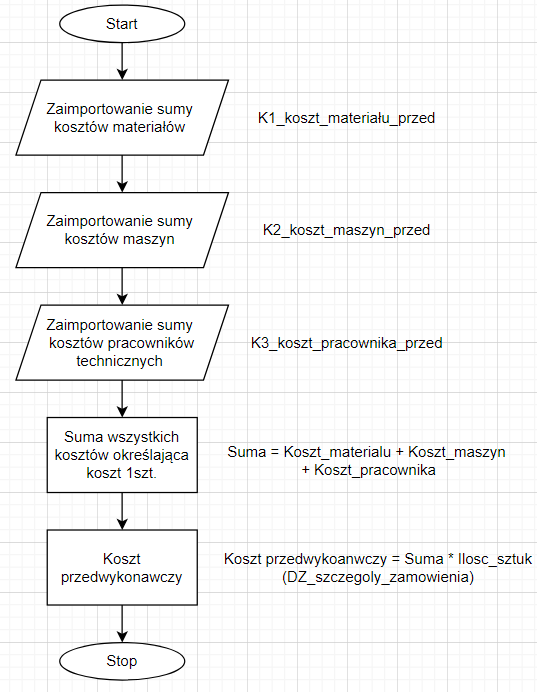 Start
Zaimportowanie sumy
kosztów materiałów
K1_koszt_materiału_przed
Zaimportowanie sumy
kosztów maszyn
K2_koszt_maszyn_przed
Zaimportowanie sumy
kosztów pracowników
technicznych
K3_koszt_pracownika_przed
Suma wszystkich
kosztów określająca
koszt 1szt.
Suma = Koszt_materialu + Koszt_maszyn
+ Koszt_pracownika
Koszt
przedwykonawczy
Koszt przedwykoanwczy = Suma * Ilosc_sztuk
(DZ_szczegoly_zamowienia)
Stop